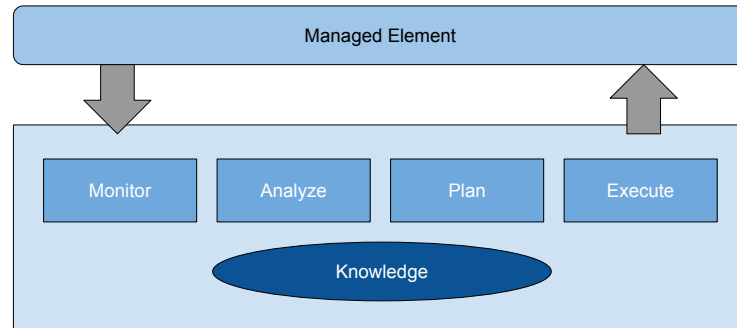 Managed Element
Monitor
Analyze
Plan
Execute
Knowledge